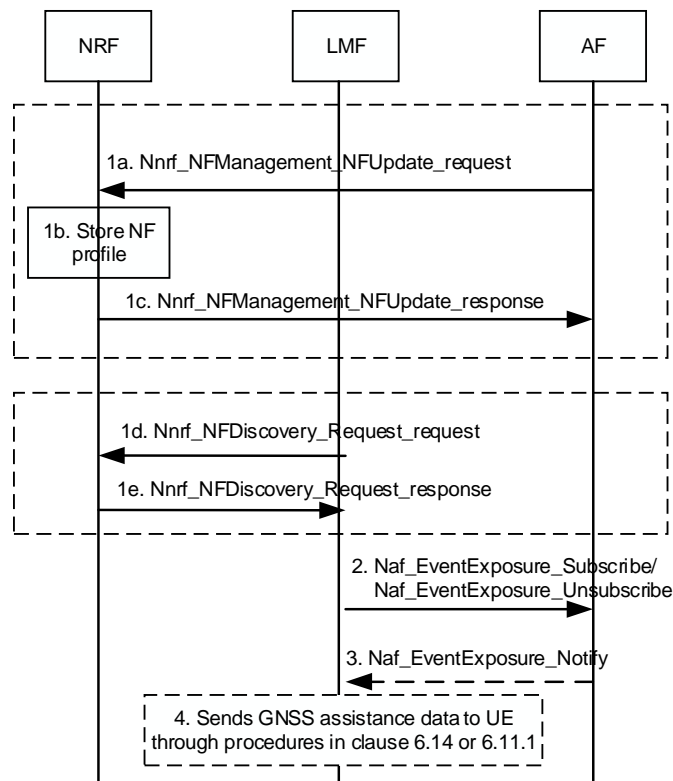 NRF
LMF
AF
1a. Nnrf_NFManagement_NFUpdate_request
1b. Store NF
profile
1c. Nnrf_NFManagement_NFUpdate_response
1d. Nnrf_NFDiscovery_Request_request
1e. Nnrf_NFDiscovery_Request_response
2. Naf_EventExposure_Subscribe/
Naf_EventExposure_Unsubscribe
3. Naf_EventExposure_Notify
4. Sends GNSS assistance data to UE
through procedures in clause 6.14 or 6.11.1